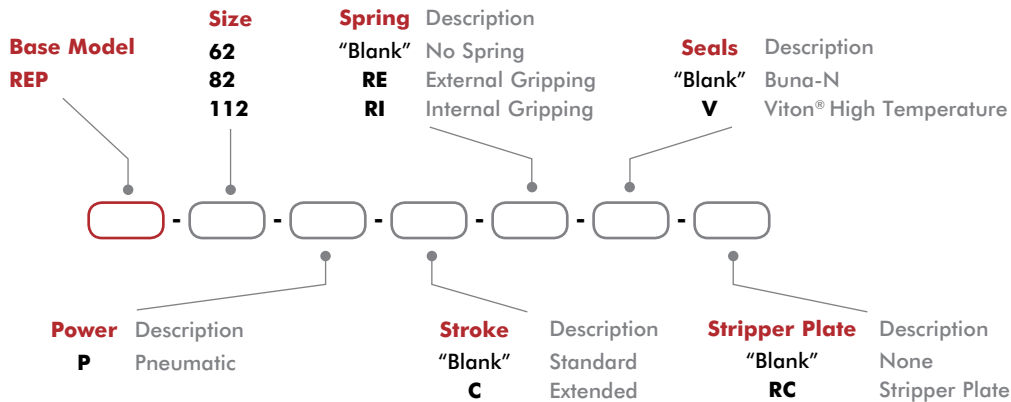 Base Model
REP
Size
62
82
112
Spring Description
“Blank” No Spring
RE External Gripping
RI Internal Gripping
Seals Description
“Blank” Buna-N
V Viton® High Temperature
- - - - - -
Power Description
P Pneumatic
Stroke Description
“Blank” Standard
C Extended
Stripper Plate Description
“Blank” None
RC Stripper Plate